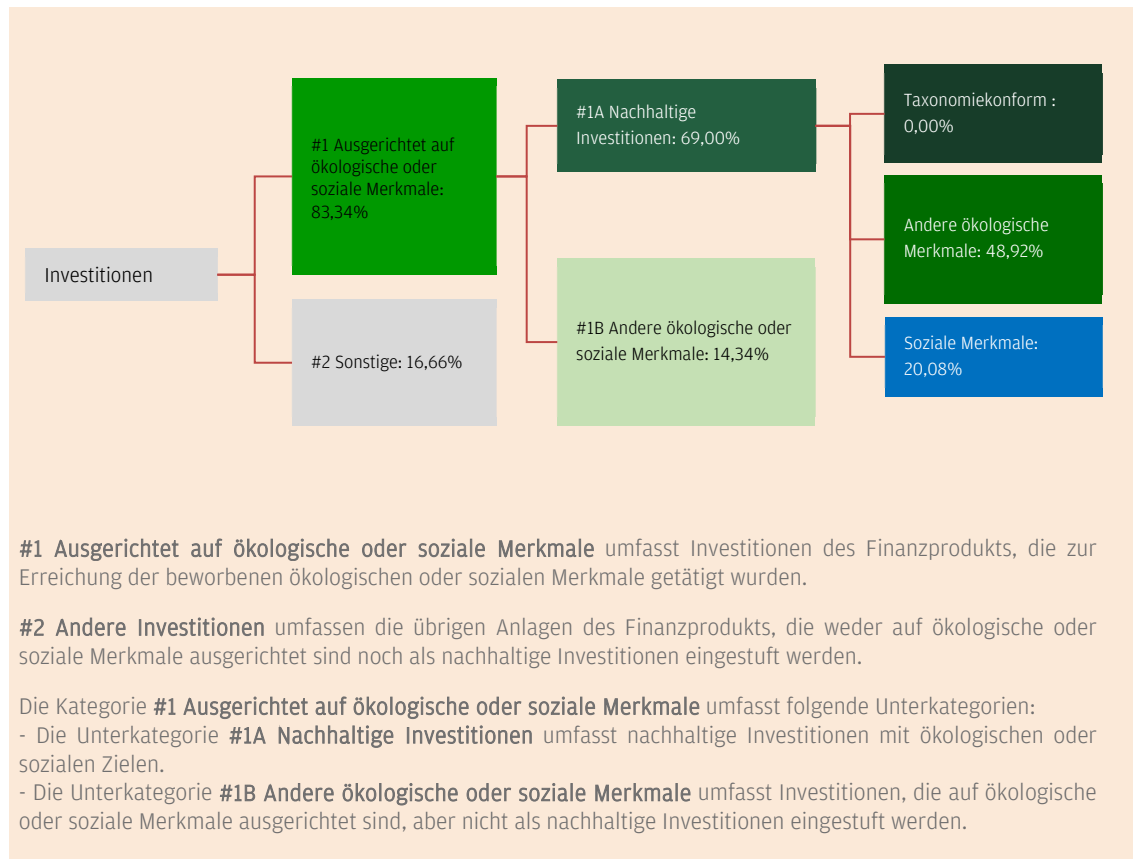 Investitionen
#1 Ausgerichtet auf
ökologische oder
soziale Merkmale:
83,34%
#2 Sonstige: 16,66%
#1A Nachhaltige
Investitionen: 69,00%
#1B Andere ökologische oder
soziale Merkmale: 14,34%
Taxonomiekonform :
0,00%
Andere ökologische
Merkmale: 48,92%
Soziale Merkmale:
20,08%
#1 Ausgerichtet auf ökologische oder soziale Merkmale umfasst Investitionen des Finanzprodukts, die zur
Erreichung der beworbenen ökologischen oder sozialen Merkmale getätigt wurden.
#2 Andere Investitionen umfassen die übrigen Anlagen des Finanzprodukts, die weder auf ökologische oder
soziale Merkmale ausgerichtet sind noch als nachhaltige Investitionen eingestuft werden.
Die Kategorie #1 Ausgerichtet auf ökologische oder soziale Merkmale umfasst folgende Unterkategorien:
- Die Unterkategorie #1A Nachhaltige Investitionen umfasst nachhaltige Investitionen mit ökologischen oder
sozialen Zielen.
- Die Unterkategorie #1B Andere ökologische oder soziale Merkmale umfasst Investitionen, die auf ökologische
oder soziale Merkmale ausgerichtet sind, aber nicht als nachhaltige Investitionen eingestuft werden.